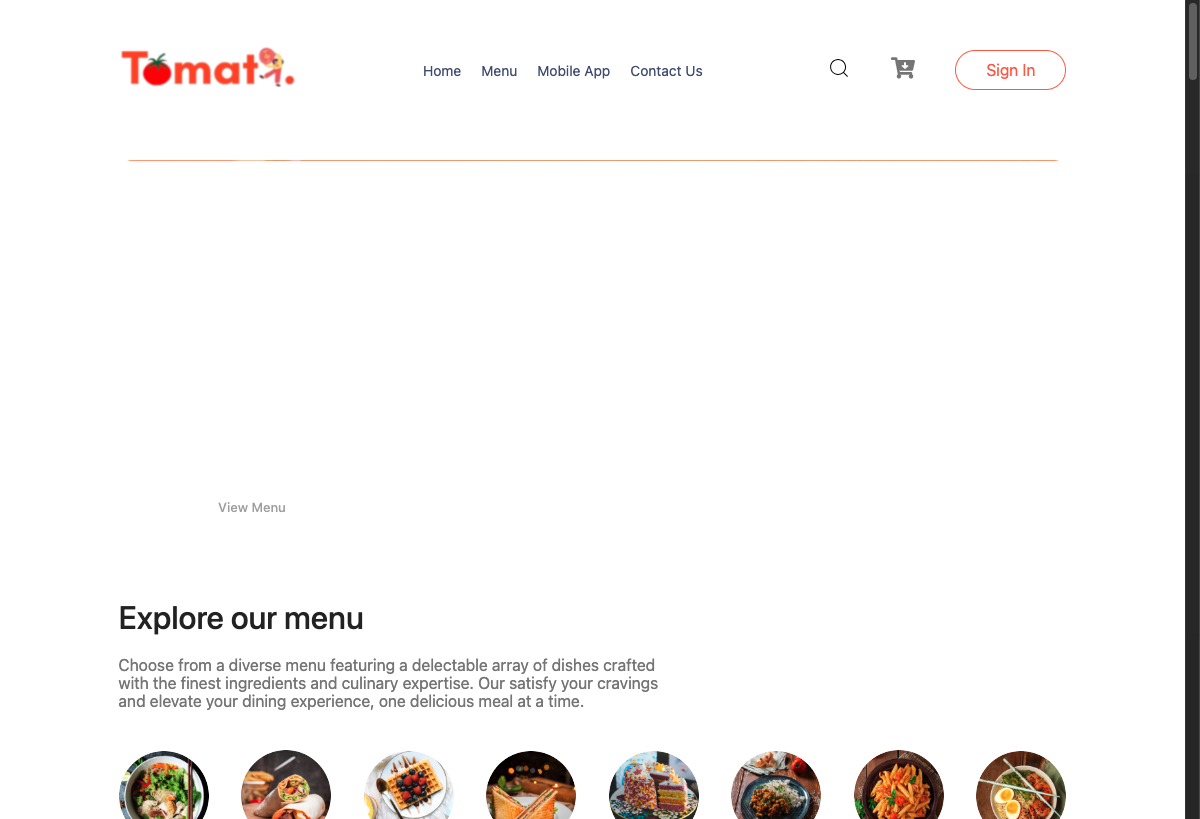 Tomato.
Home
Menu
Mobile App
Contact Us
Sign In
View Menu
Explore our menu
Choose from a diverse menu featuring a delectable array of dishes crafted
with the finest ingredients and culinary expertise. Our satisfy your cravings
and elevate your dining experience, one delicious meal at a time.